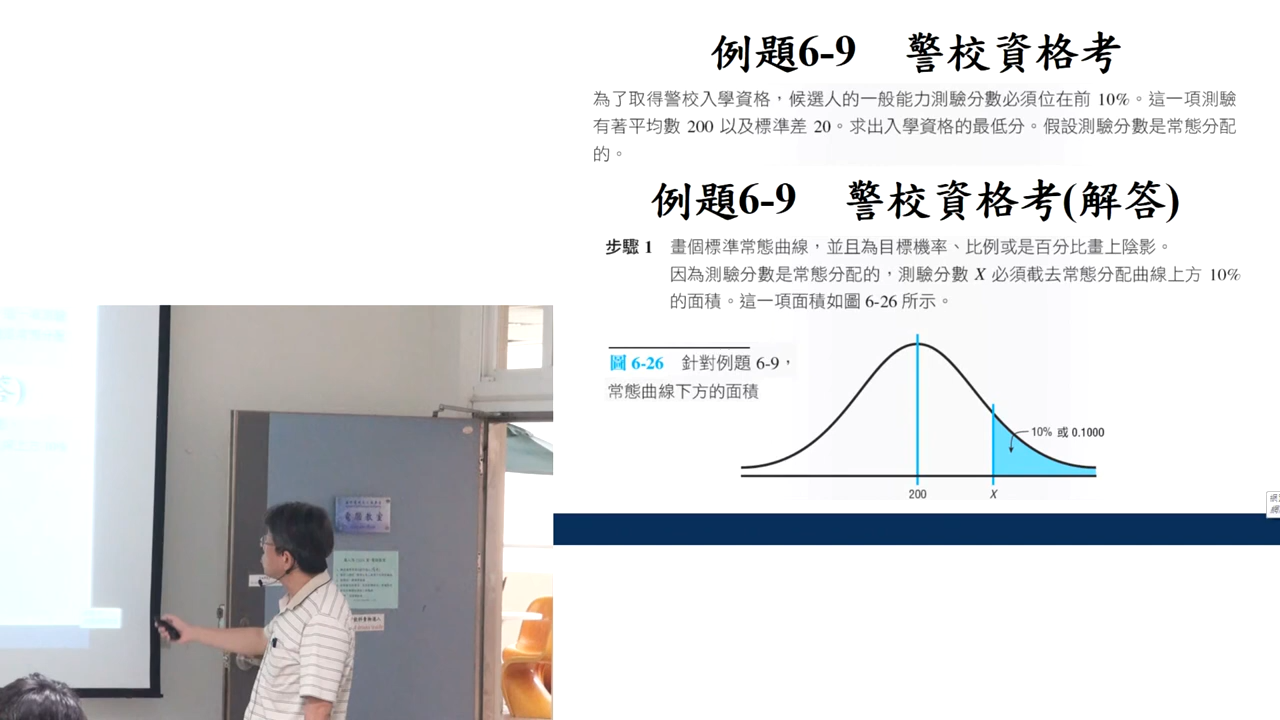 例題6-9 警校資格考
為了取得警校入學資格,候選人的一般能力測驗分數必須位在前 10%。這一項測驗
有著平均數 200 以及標準差 20。求出入學資格的最低分。假設測驗分數是常態分配
的。
例題6-9 警校資格考(解答)
步驟 1 畫個標準常態曲線,並且為目標機率、比例或是百分比畫上陰影。
因為測驗分數是常態分配的,測驗分數 X 必須截去常態分配曲線上方 10%
的面積。這一項面積如圖 6-26 所示。
圖 6-26 針對例題 6-9,
常態曲線下方的面積
10% 或 0.1000
200
X